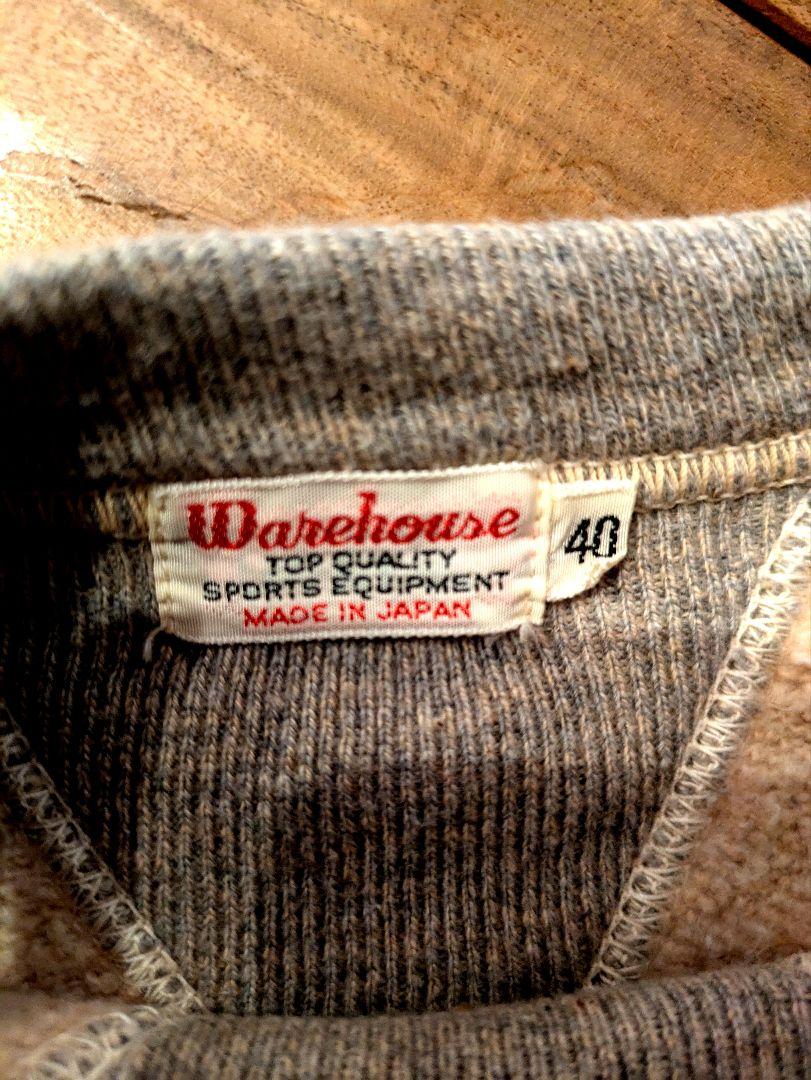 Warehouse
TOP QUALITY
SPORTS EQUIPMENT
MADE IN JAPAN
40